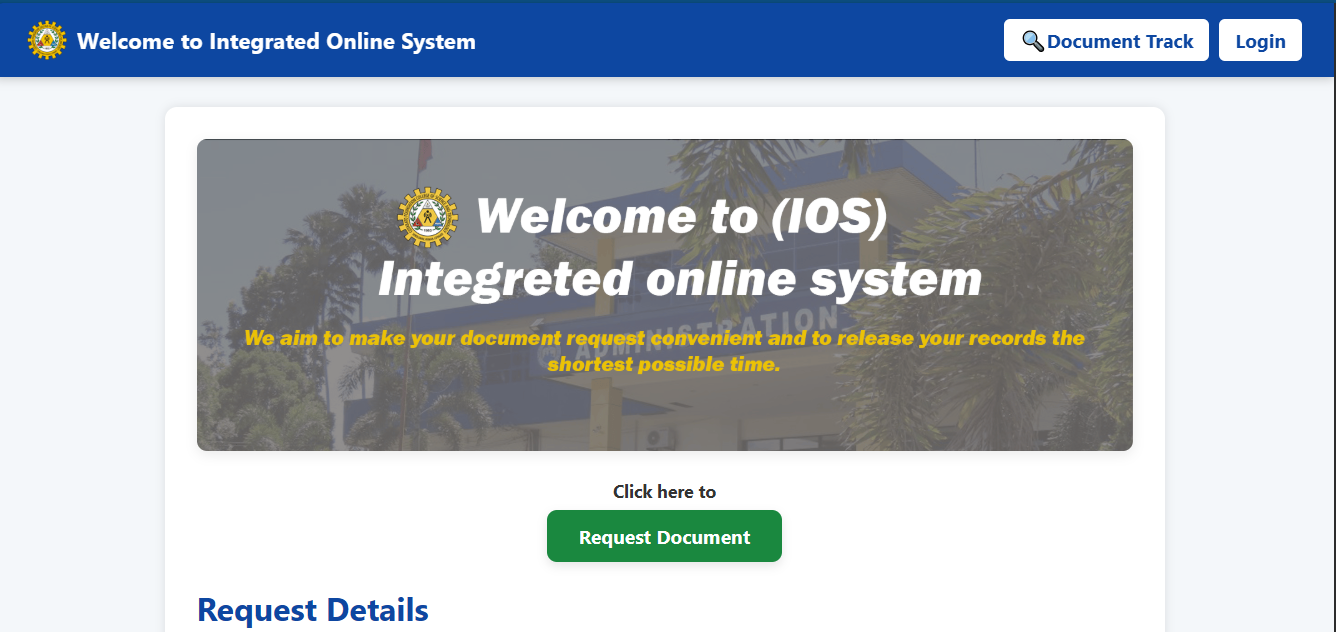 Welcome to Integrated Online System
🔍Document Track
Login
Welcome to (IOS)
Integreted online system
ADMINISTRATION
We aim to make your document request convenient and to release your records the
shortest possible time.
Click here to
Request Document
Request Details